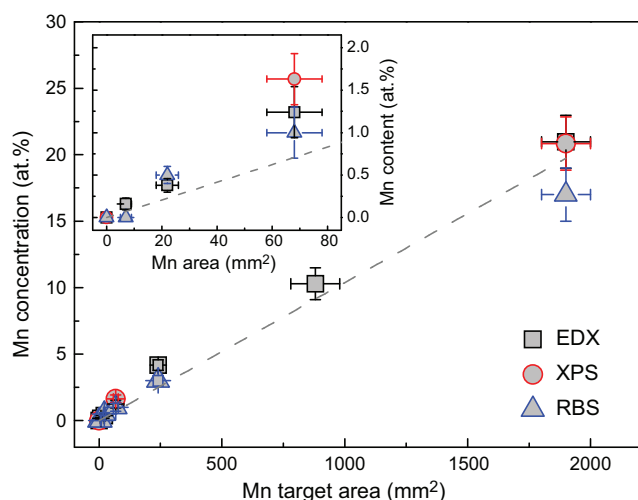 30
25
20
15
10
5
0
Mn concentration (at.%)
0 500 1000 1500 2000
Mn target area (mm²)
2.0
1.5
1.0
0.5
0.0
Mn content (at.%)
0 20 40 60 80
Mn area (mm²)
EDX
XPS
RBS